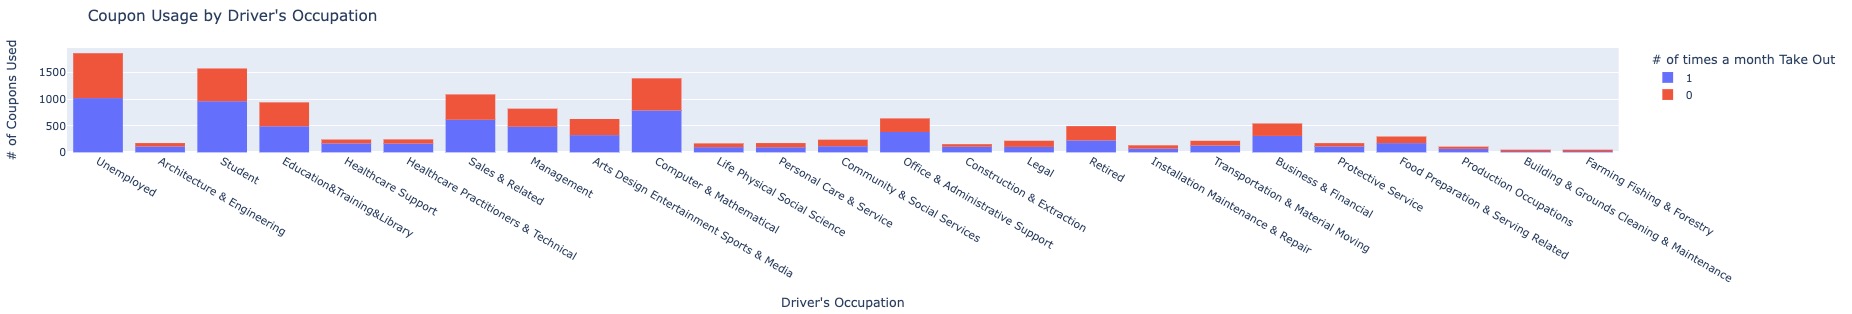 Coupon Usage by Driver's Occupation
# of Coupons Used
1500
1000
500
0
Unemployed
Architecture & Engineering
Student
Education&Training&Library
Healthcare Support
Healthcare Practitioners & Technical
Sales & Related
Management
Arts Design Entertainment Sports & Media
Computer & Mathematical
Life Physical Social Science
Personal Care & Service
Community & Social Services
Office & Administrative Support
Construction & Extraction
Legal
Retired
Installation Maintenance & Repair
Transportation & Material Moving
Business & Financial
Protective Service
Food Preparation & Serving Related
Production Occupations
Building & Grounds Cleaning & Maintenance
Farming Fishing & Forestry
Driver's Occupation
# of times a month Take Out
1
0